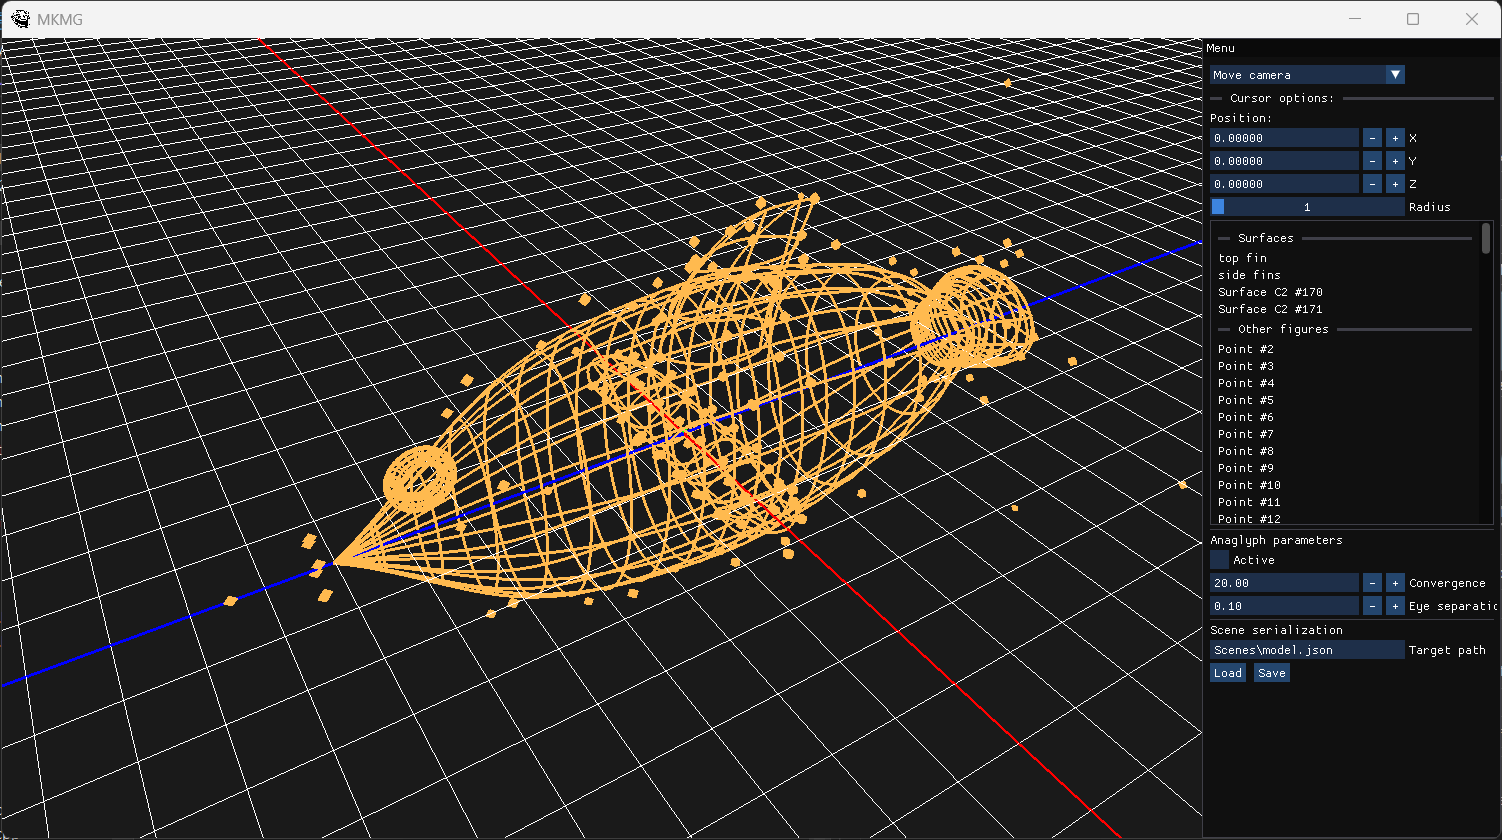 MKMG
Menu
Move camera
Cursor options:
Position:
0.00000 - + X
0.00000 - + Y
0.00000 - + Z
1 Radius
Surfaces
top fin
side fins
Surface C2 #170
Surface C2 #171
Other figures
Point #2
Point #3
Point #4
Point #5
Point #6
Point #7
Point #8
Point #9
Point #10
Point #11
Point #12
Anaglyph parameters
Active
20.00 - + Convergence
0.10 - + Eye separatic
Scene serialization
Scenes\model.json Target path
Load Save